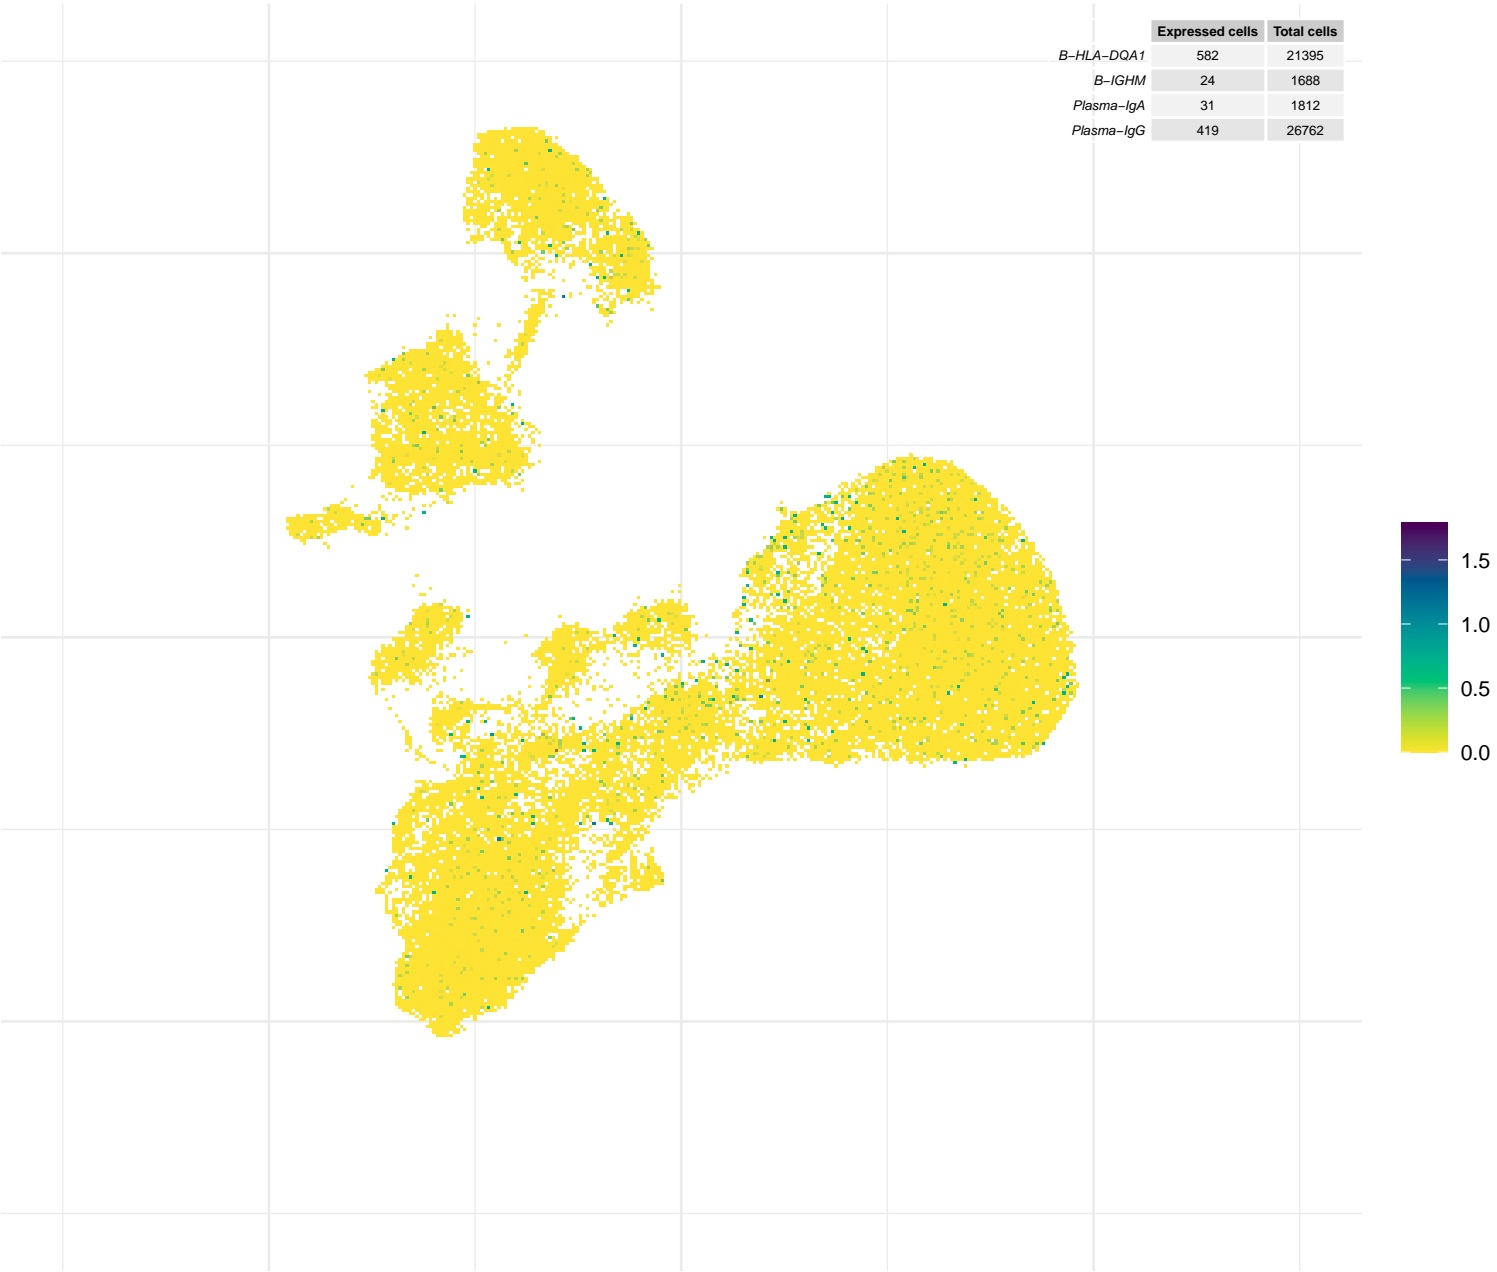 Expressed cells Total cells
B−HLA−DQA1 582 21395
B−IGHM 24 1688
Plasma−IgA 31 1812
Plasma−IgG 419 26762
1.5
1.0
0.5
0.0